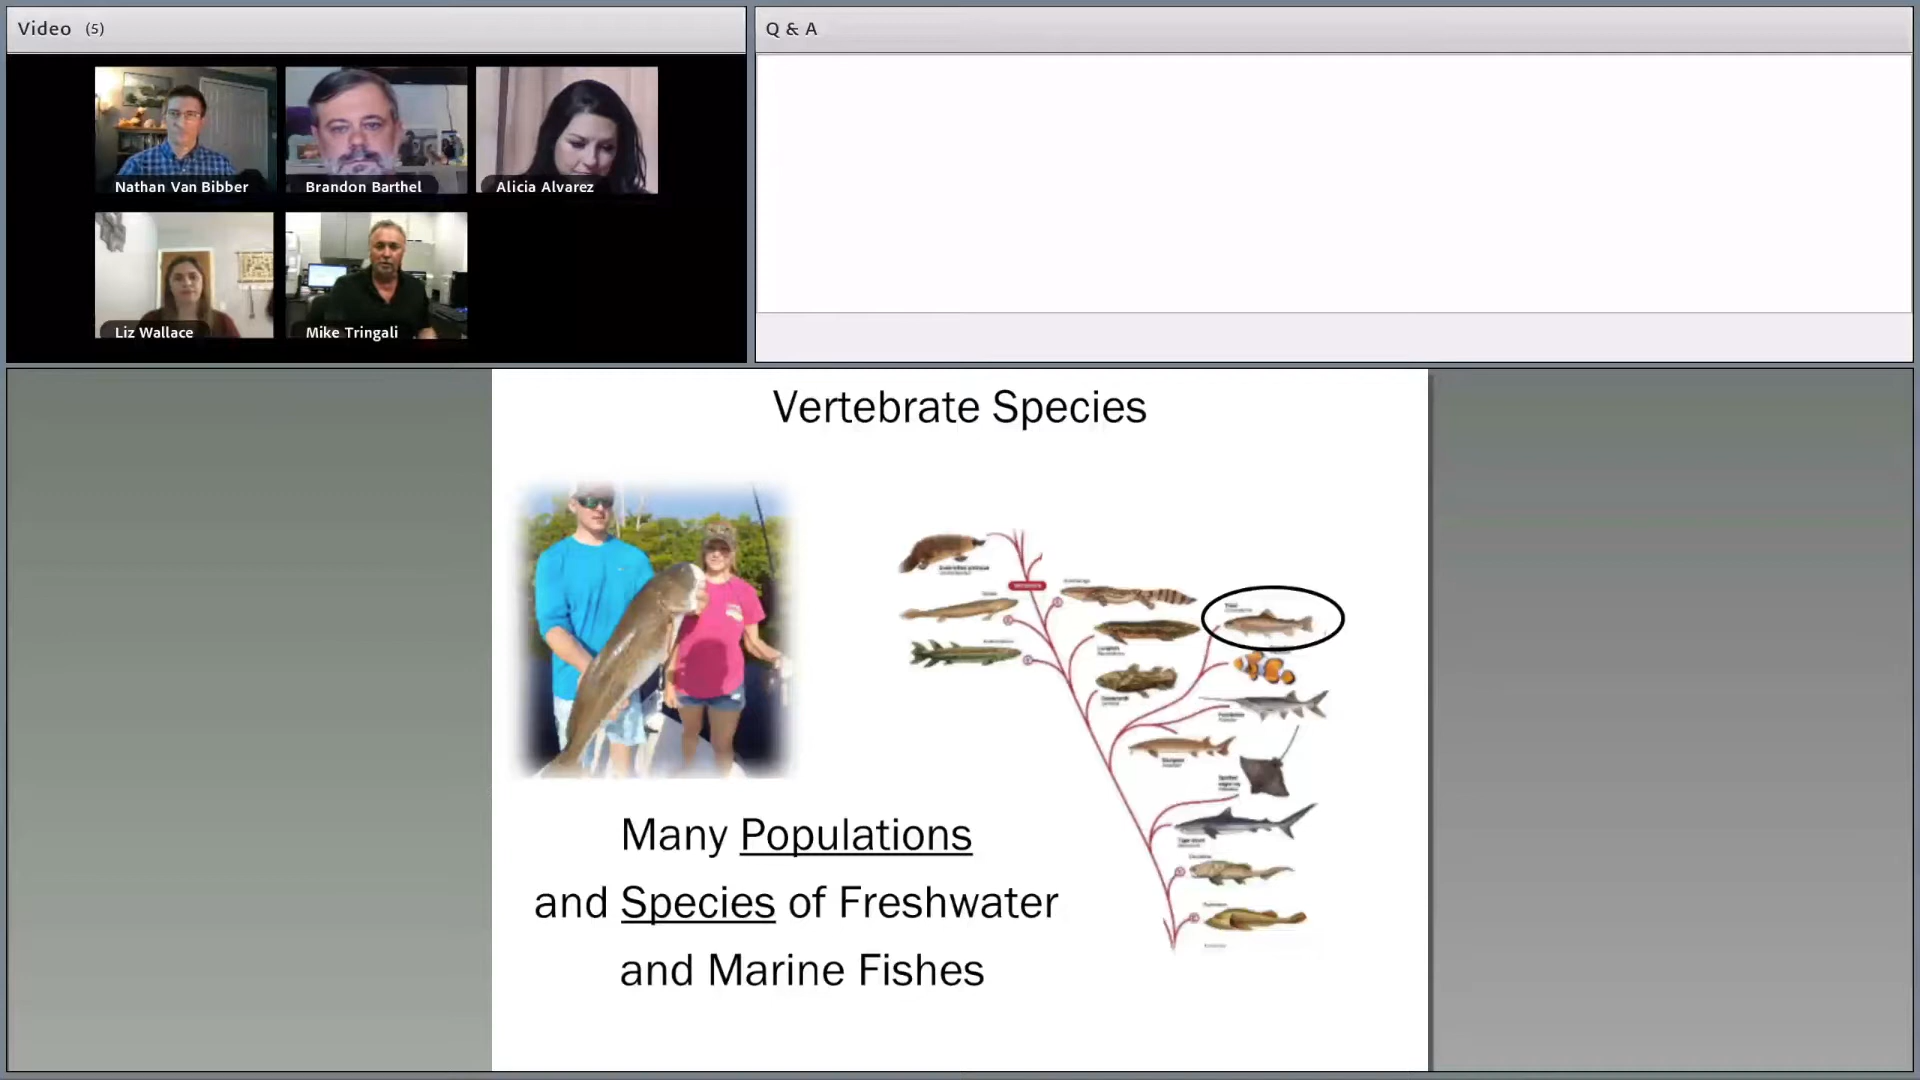 Video (5)
Q & A
Nathan Van Bibber
Brandon Barthel
Alicia Alvarez
Liz Wallace
Mike Tringali
Vertebrate Species
Many Populations
and Species of Freshwater
and Marine Fishes